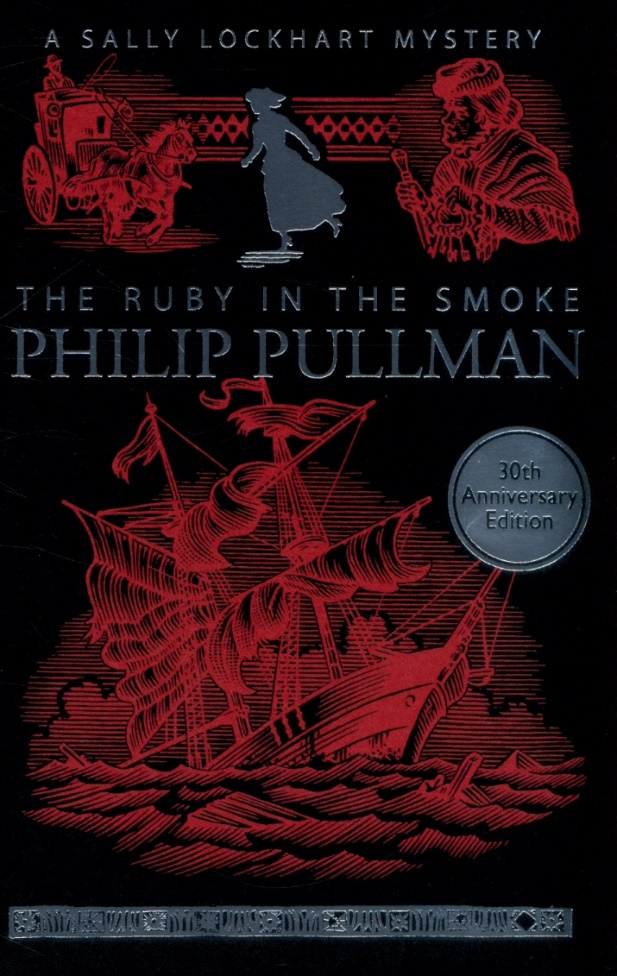 A SALLY LOCKHART MYSTERY
THE RUBY IN THE SMOKE
PHILIP PULLMAN
30th
Anniversary
Edition